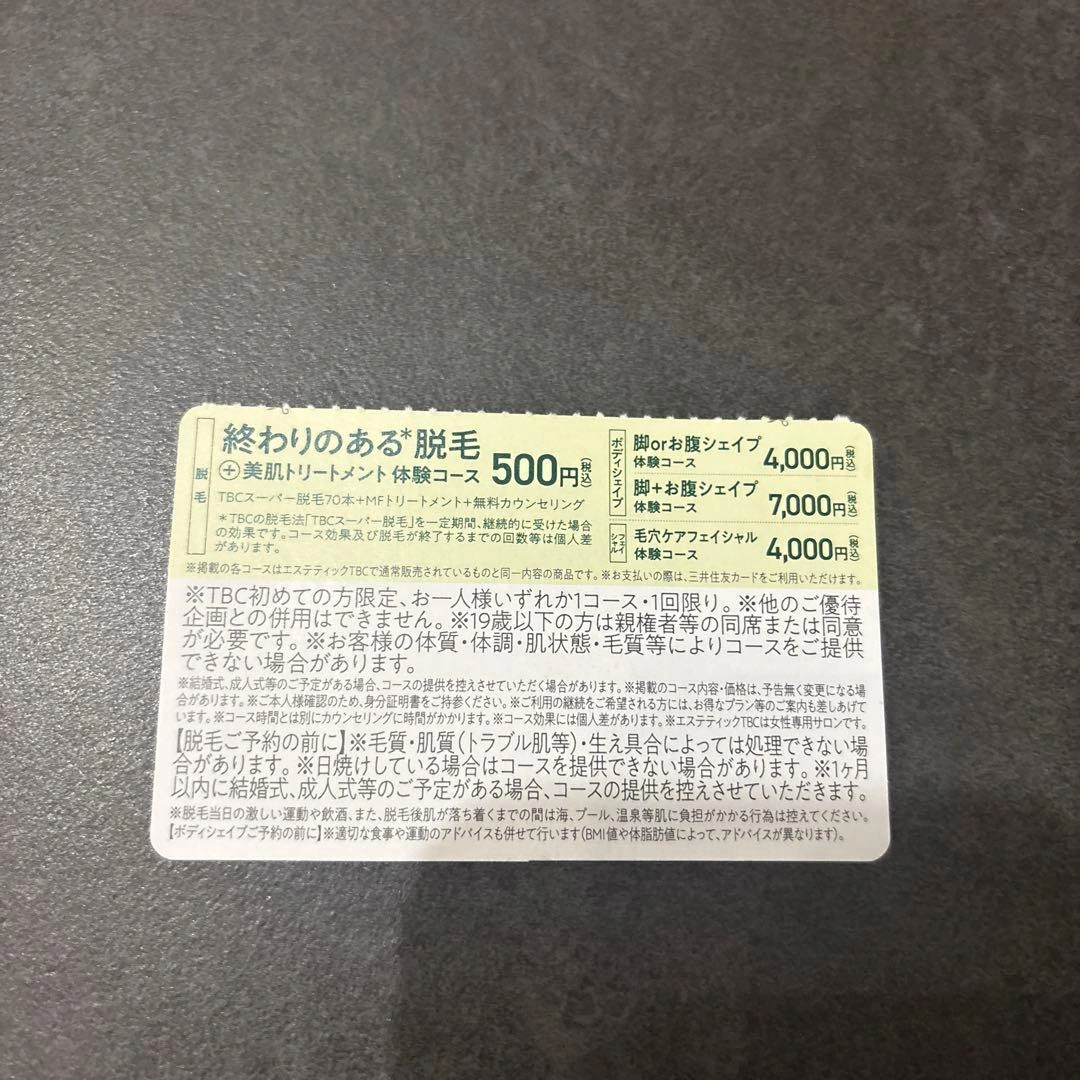 脱毛
終わりのある*脱毛
＋美肌トリートメント 体験コース 500円(税込)
TBCスーパー脱毛70本+MFトリートメント+無料カウンセリング
*TBCの脱毛法「TBCスーパー脱毛」を一定期間、継続的に受けた場合
の効果です。コース効果及び脱毛が終了するまでの回数等は個人差
があります。
ボディシェイプ
脚orお腹シェイプ
体験コース 4,000円(税込)
脚+お腹シェイプ
体験コース 7,000円(税込)
フェイシャル
毛穴ケアフェイシャル
体験コース 4,000円(税込)
※掲載の各コースはエステティックTBCで通常販売されているものと同一内容の商品です。※お支払いの際は、三井住友カードをご利用いただけます。
※TBC初めての方限定、お一人様いずれか1コース・1回限り。※他のご優待
企画との併用はできません。※19歳以下の方は親権者等の同席または同意
が必要です。※お客様の体質・体調・肌状態・毛質等によりコースをご提供
できない場合があります。
※結婚式、成人式等のご予定がある場合、コースの提供を控えさせていただく場合があります。※掲載のコース内容・価格は、予告無く変更になる場
合があります。※ご本人様確認のため、身分証明書をご持参ください。※ご利用の継続をご希望される方には、お得なプラン等のご案内も差しあげて
います。※コース時間とは別にカウンセリングに時間がかかります。※コース効果には個人差があります。※エステティックTBCは女性専用サロンです。
【脱毛ご予約の前に】※毛質・肌質(トラブル肌等)・生え具合によっては処理できない場
合があります。※日焼けしている場合はコースを提供できない場合があります。※1ヶ月
以内に結婚式、成人式等のご予定がある場合、コースの提供を控えさせていただきます。
※脱毛当日の激しい運動や飲酒、また、脱毛後肌が落ち着くまでの間は海、プール、温泉等肌に負担がかかる行為は控えてください。
【ボディシェイプご予約の前に】※適切な食事や運動のアドバイスも併せて行います(BMI値や体脂肪値によって、アドバイスが異なります)。